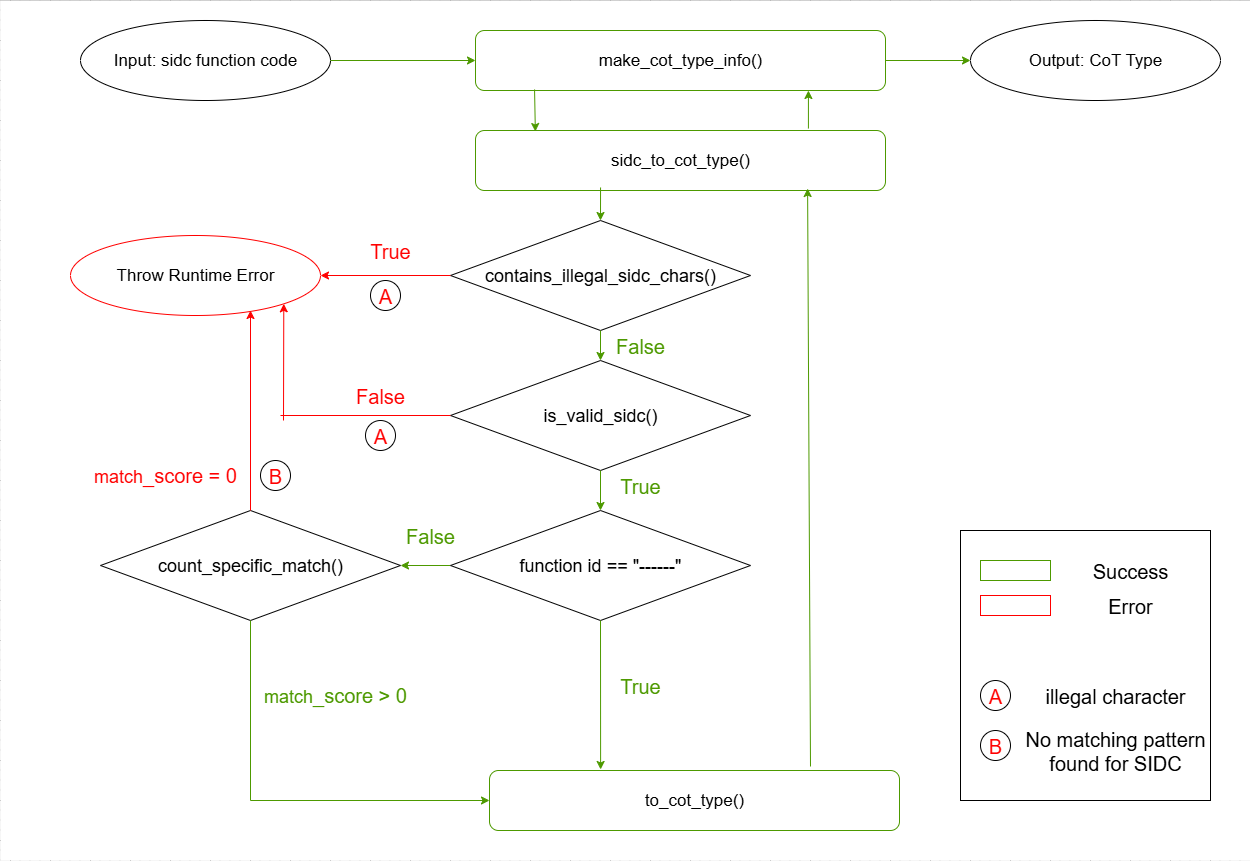 Input: sidc function code
make_cot_type_info()
Output: CoT Type
sidc_to_cot_type()
True
Throw Runtime Error
contains_illegal_sidc_chars()
A
False
False
is_valid_sidc()
A
match_score = 0
B
True
False
count_specific_match()
function id == "------"
Success
Error
match_score > 0
True
A
illegal character
B
No matching pattern
found for SIDC
to_cot_type()